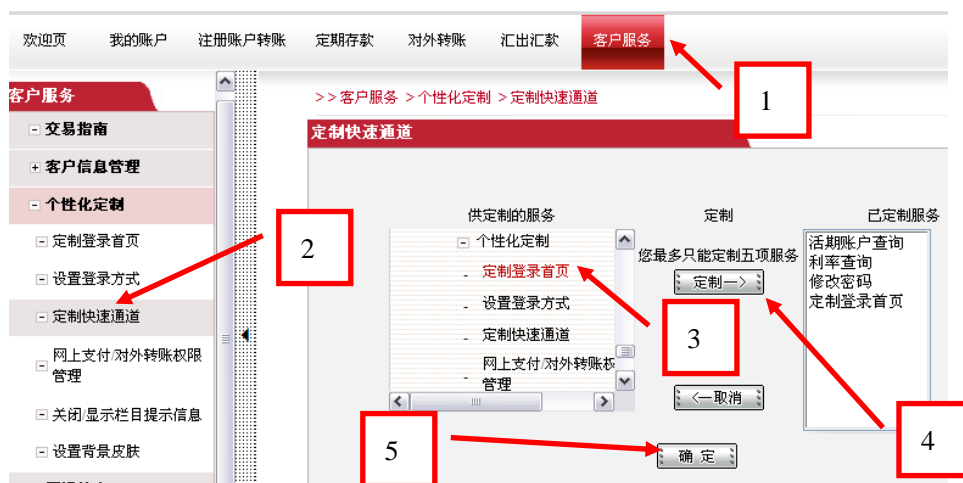 欢迎页 我的账户 注册账户转账 定期存款 对外转账 汇出汇款 客户服务
1
客户服务
- 交易指南
+ 客户信息管理
- 个性化定制
- 定制登录首页
- 设置登录方式
- 定制快速通道
- 网上支付/对外转账权限
管理
- 关闭/显示栏目提示信息
- 设置背景皮肤
2
>>客户服务 >个性化定制 >定制快速通道
定制快速通道
供定制的服务 定制 已定制服务
- 个性化定制
- 定制登录首页
- 设置登录方式
- 定制快速通道
- 网上支付/对外转账权
管理
您最多只能定制五项服务
定制—>
3
<—取消
确 定
活期账户查询
利率查询
修改密码
定制登录首页
4
5